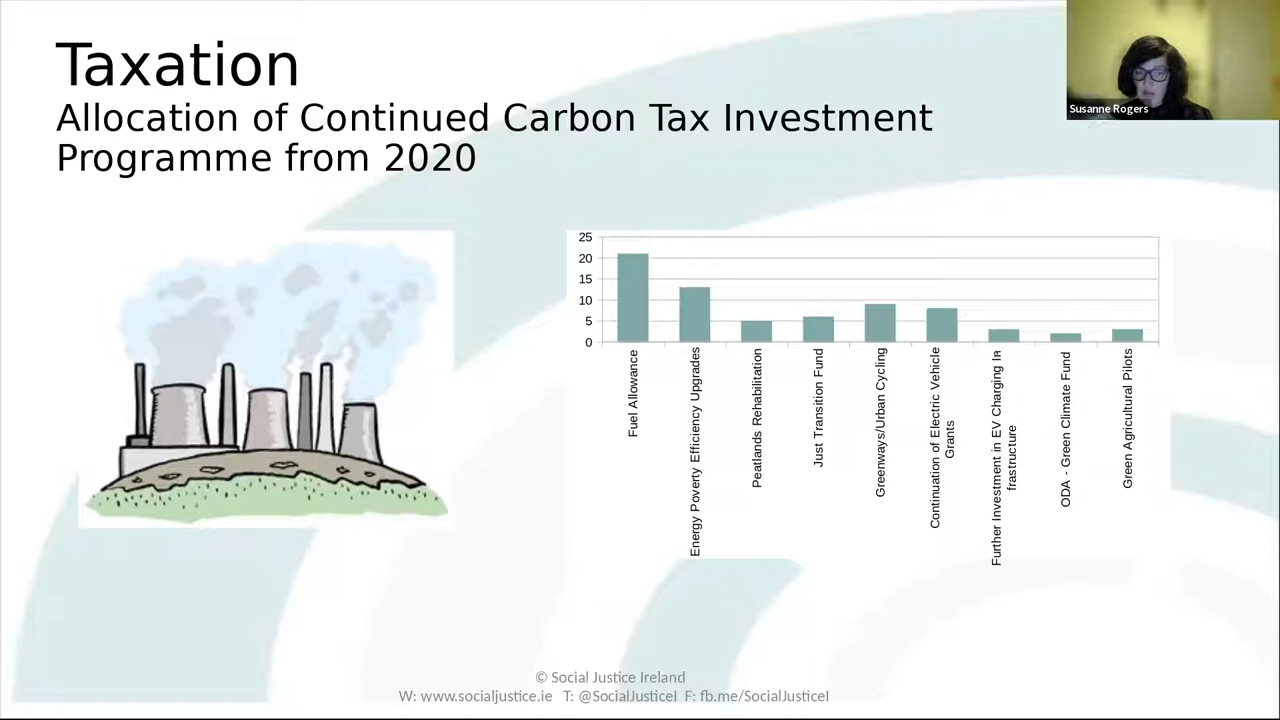 Taxation
Allocation of Continued Carbon Tax Investment
Programme from 2020
Susanne Rogers
25
20
15
10
5
0
Fuel Allowance
Energy Poverty Efficiency Upgrades
Peatlands Rehabilitation
Just Transition Fund
Greenways/Urban Cycling
Continuation of Electric Vehicle
Grants
Further Investment in EV Charging In
frastructure
ODA - Green Climate Fund
Green Agricultural Pilots
© Social Justice Ireland
W: www.socialjustice.ie T: @SocialJusticeI F: fb.me/SocialJusticeI